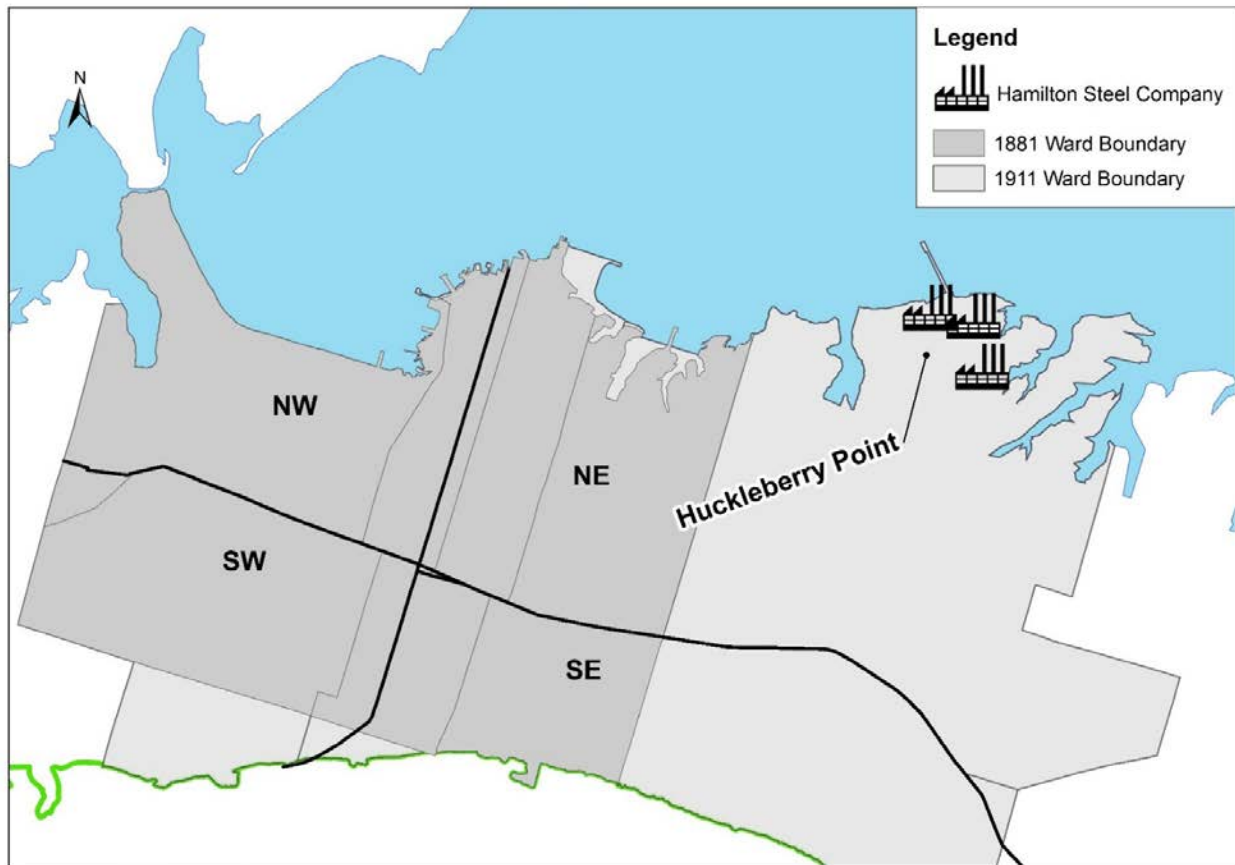 Legend
Hamilton Steel Company
1881 Ward Boundary
1911 Ward Boundary
N
NW
NE
Huckleberry Point
SW
SE